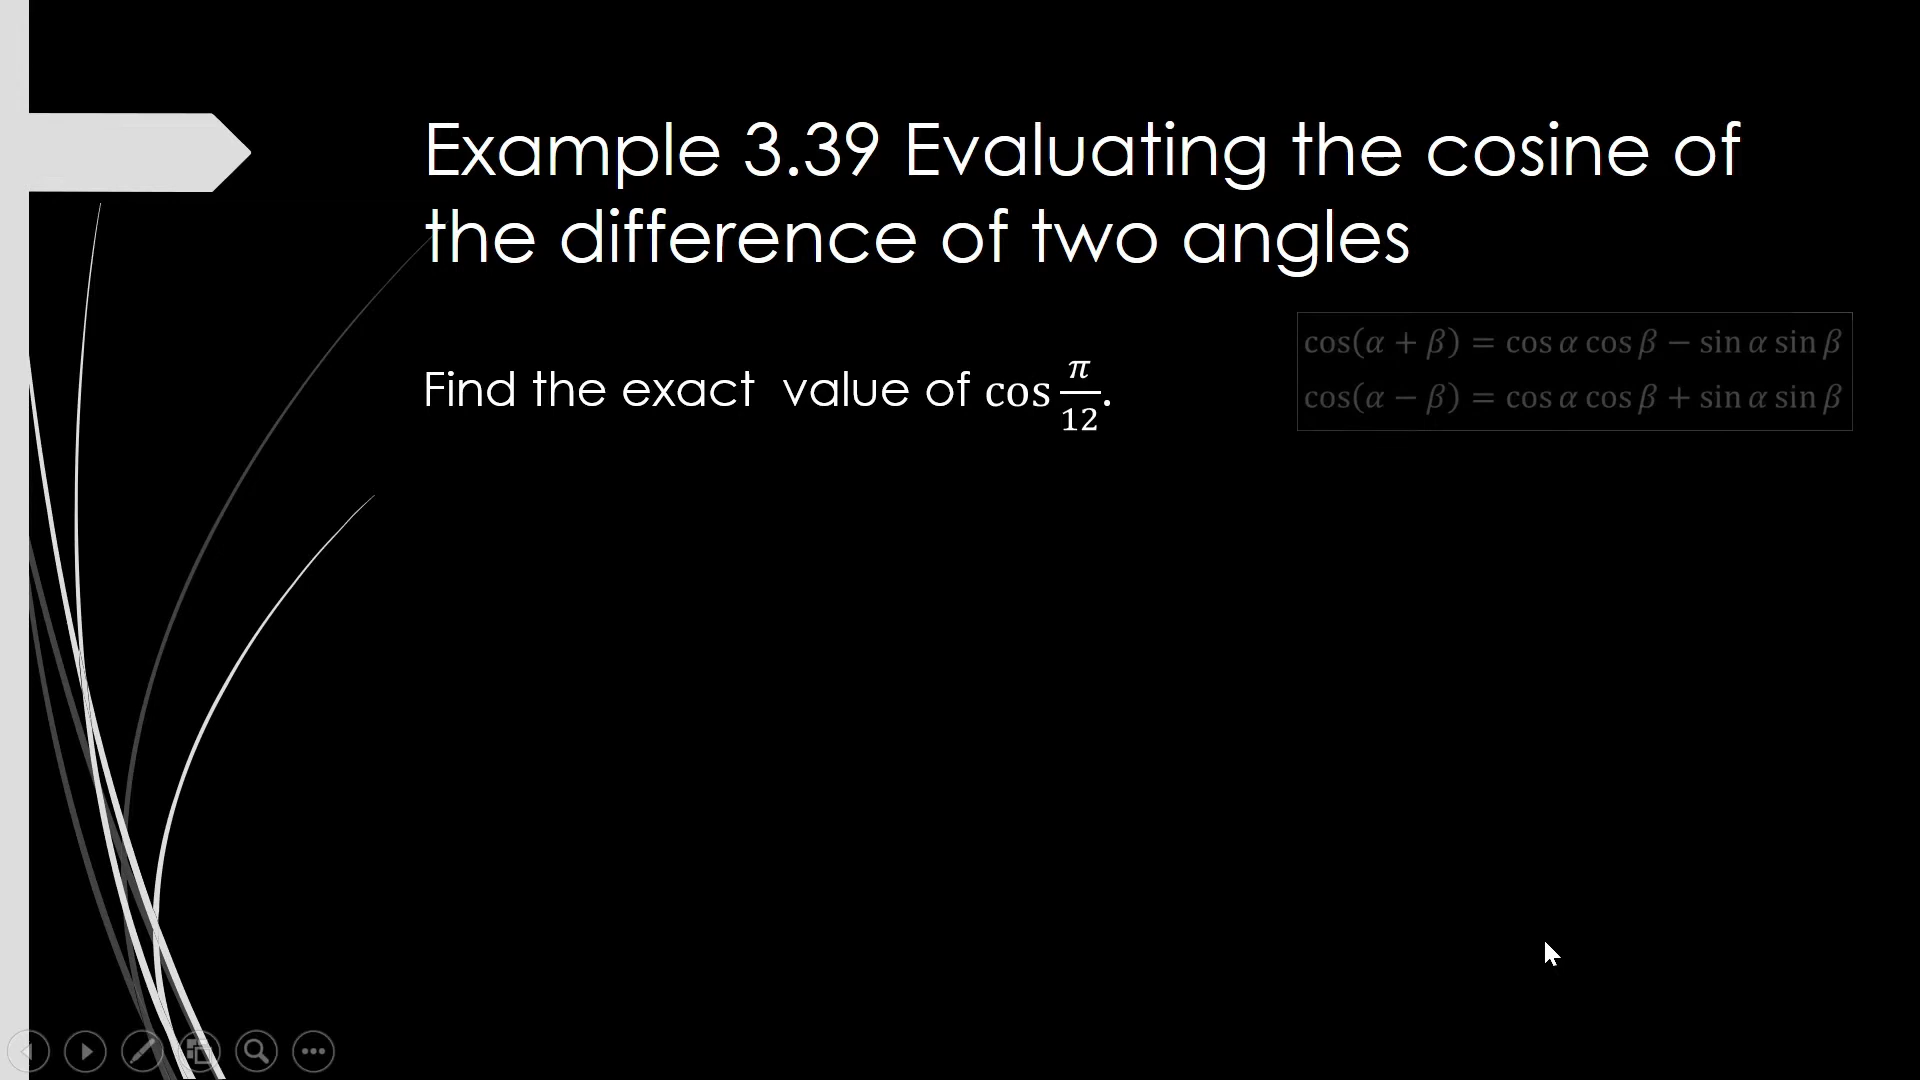 Example 3.39 Evaluating the cosine of
the difference of two angles
Find the exact value of cos π/12.
cos(α + β) = cos α cos β − sin α sin β
cos(α − β) = cos α cos β + sin α sin β